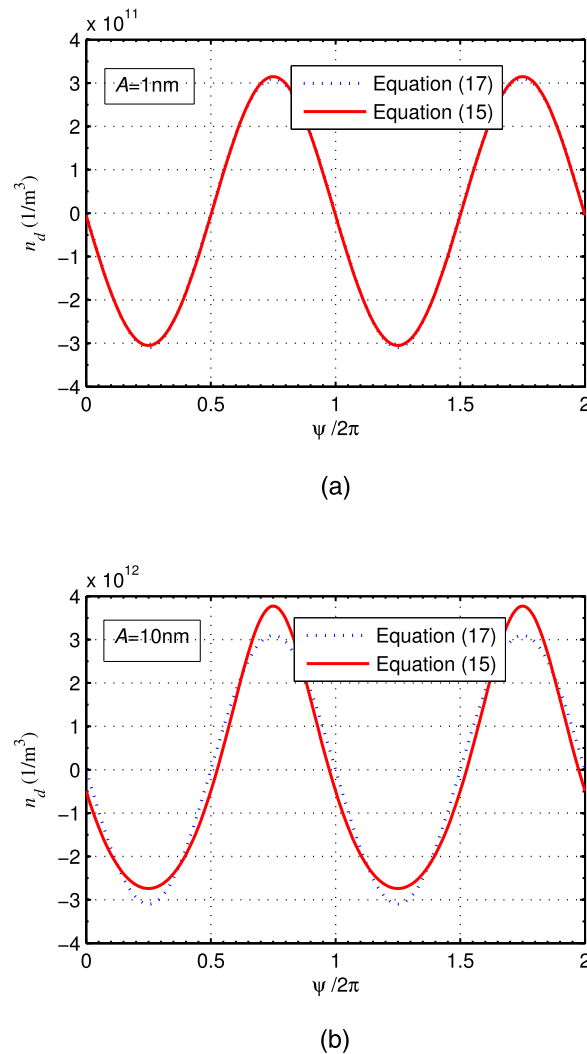 x 10^11
4
3
2
1
0
−1
−2
−3
−4
n_d (1/m^3)
A=1nm
Equation (17)
Equation (15)
0 0.5 1 1.5 2
ψ /2π
(a)
x 10^12
4
3
2
1
0
−1
−2
−3
−4
n_d (1/m^3)
A=10nm
Equation (17)
Equation (15)
0 0.5 1 1.5 2
ψ /2π
(b)